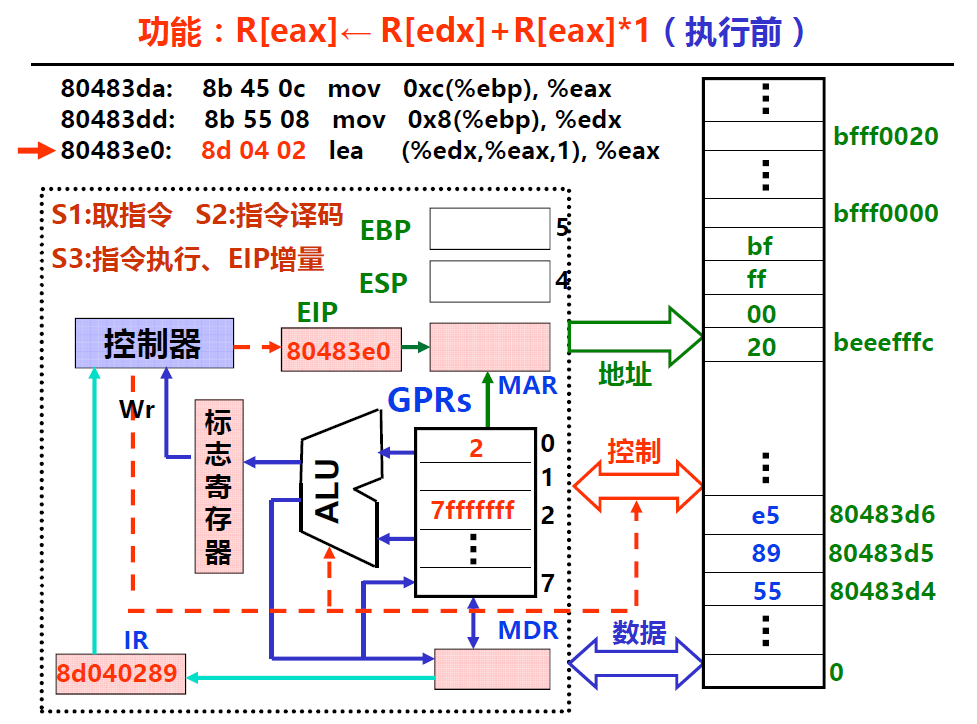 功能：R[eax]← R[edx]+R[eax]*1（执行前）
80483da: 8b 45 0c mov 0xc(%ebp), %eax
80483dd: 8b 55 08 mov 0x8(%ebp), %edx
80483e0: 8d 04 02 lea (%edx,%eax,1), %eax
S1:取指令 S2:指令译码
S3:指令执行、EIP增量
EBP
5
ESP
4
EIP
控制器
80483e0
MAR
地址
Wr
标志寄存器
ALU
GPRs
2
0
1
7fffffff
2
7
控制
MDR
数据
IR
8d040289
bfff0020
bfff0000
bf
ff
00
20
beeefffc
e5
80483d6
89
80483d5
55
80483d4
0